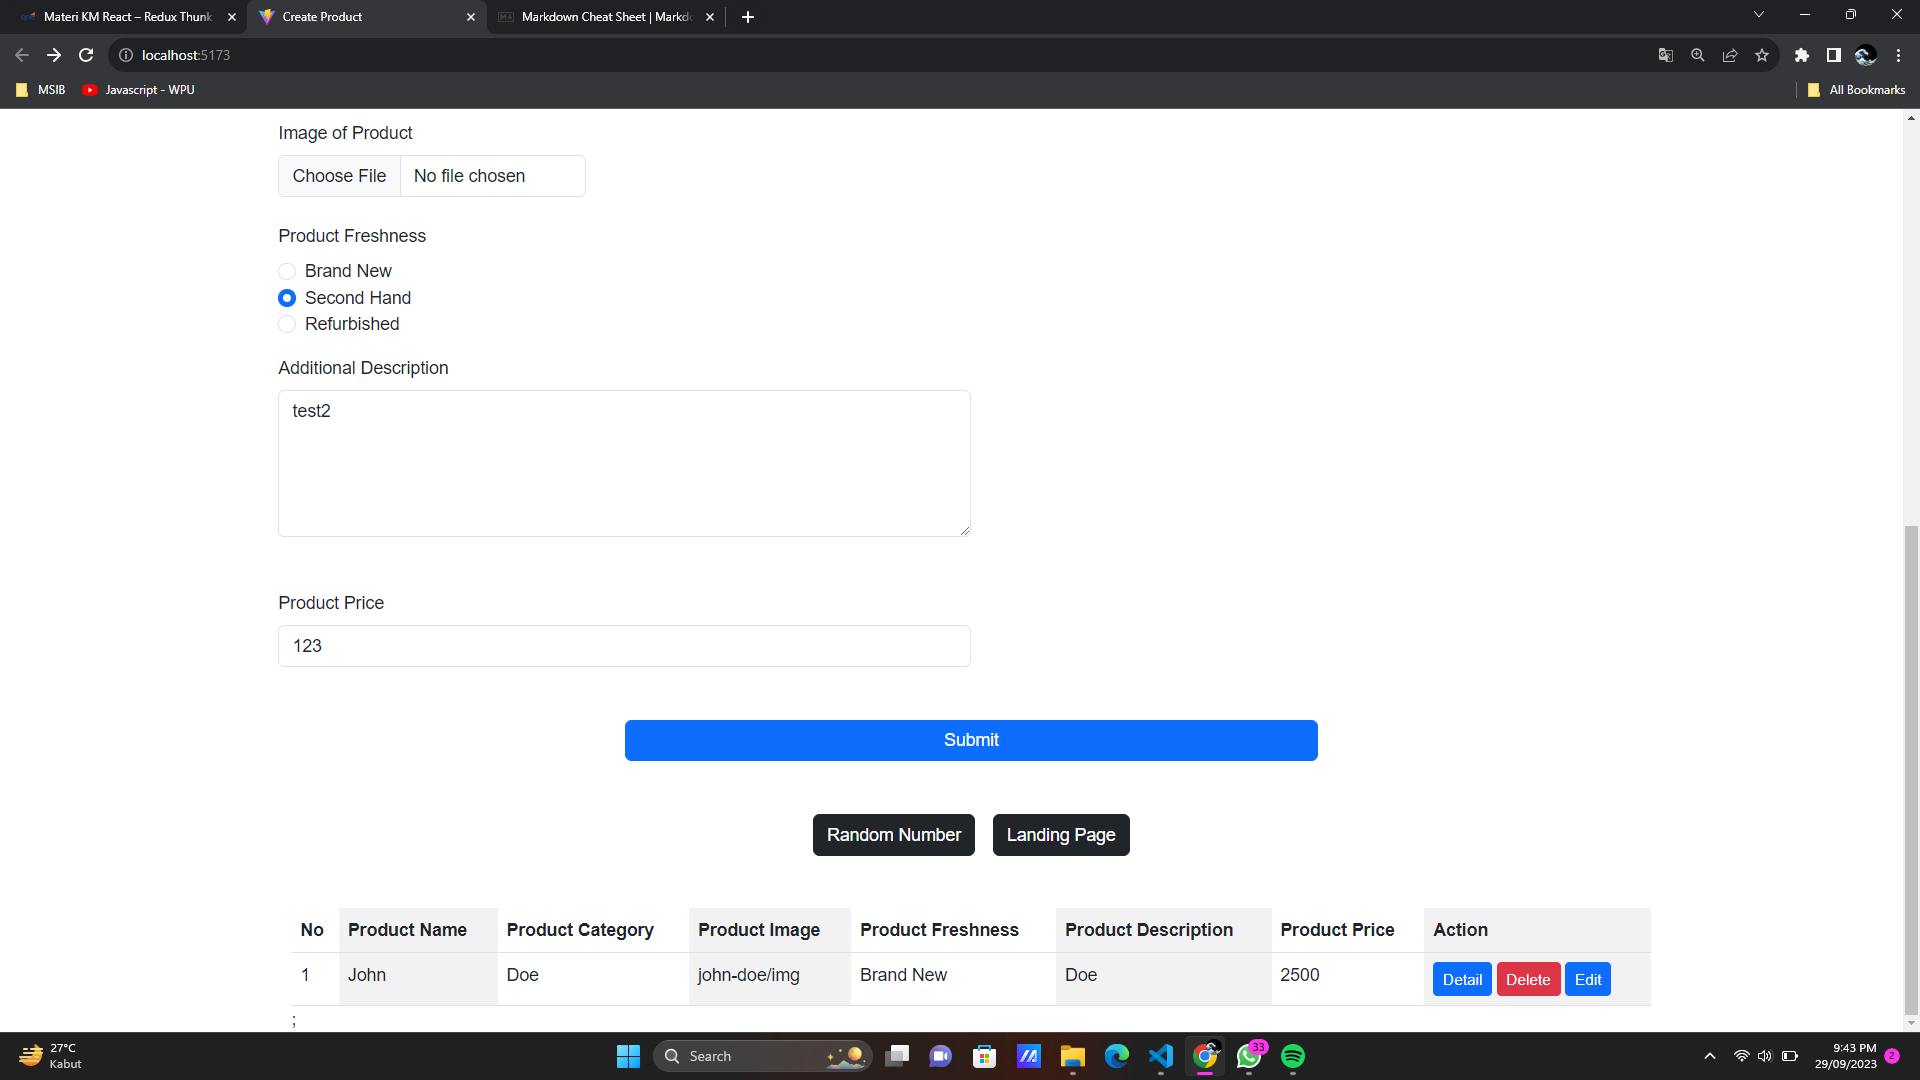 Materi KM React – Redux Thunk
Create Product
Markdown Cheat Sheet | Markd
localhost:5173
MSIB
Javascript - WPU
All Bookmarks
Image of Product
Choose File No file chosen
Product Freshness
Brand New
Second Hand
Refurbished
Additional Description
test2
Product Price
123
Submit
Random Number Landing Page
No Product Name Product Category Product Image Product Freshness Product Description Product Price Action
1 John Doe john-doe/img Brand New Doe 2500 Detail Delete Edit
;
27°C
Kabut
Search
33
9:43 PM
29/09/2023
2